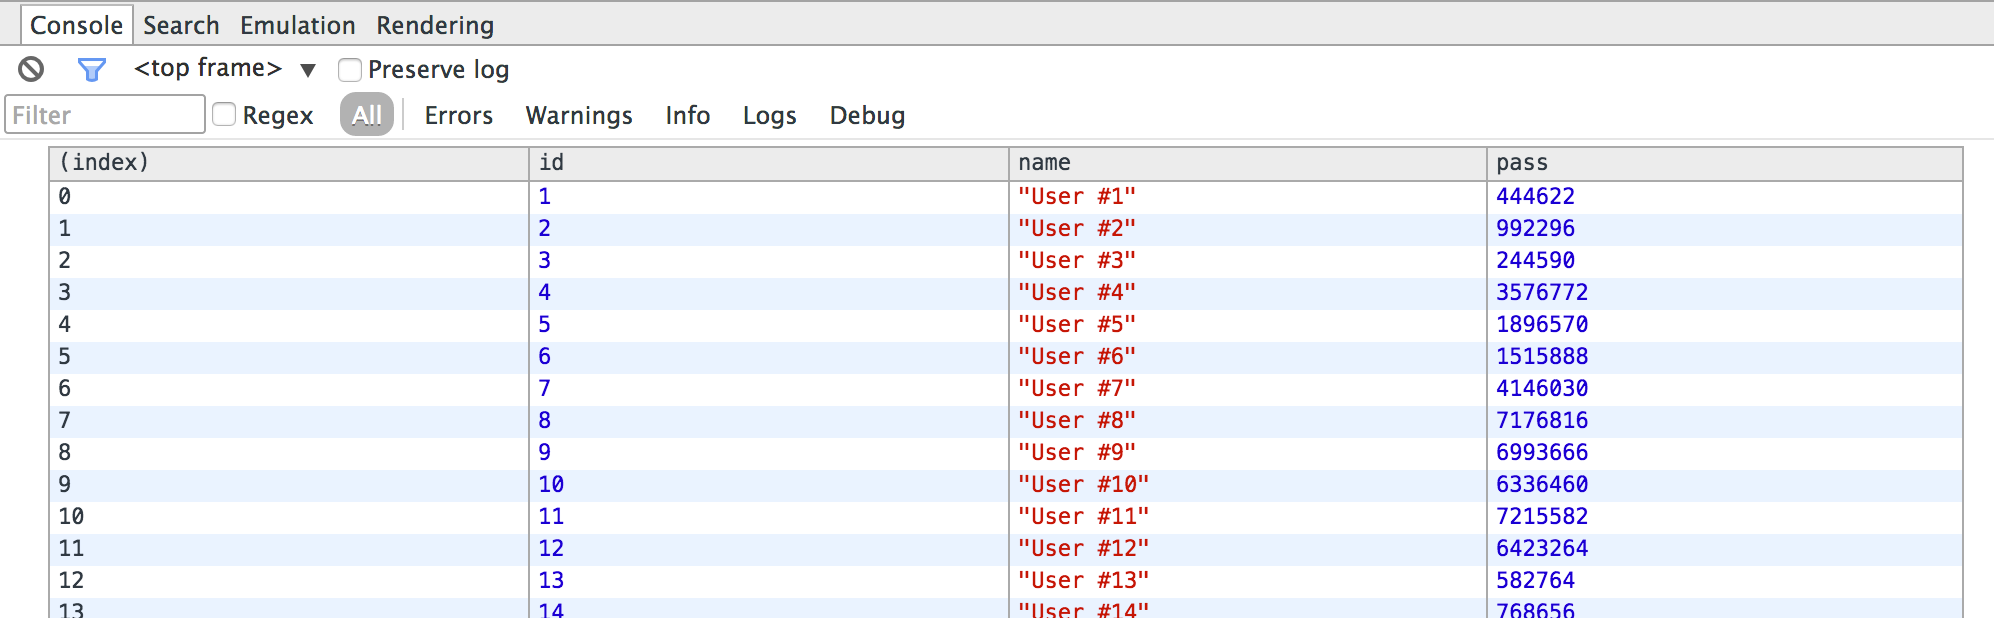 Console Search Emulation Rendering
<top frame> ▼ Preserve log
Filter Regex All Errors Warnings Info Logs Debug
(index) id name pass
0 1 "User #1" 444622
1 2 "User #2" 992296
2 3 "User #3" 244590
3 4 "User #4" 3576772
4 5 "User #5" 1896570
5 6 "User #6" 1515888
6 7 "User #7" 4146030
7 8 "User #8" 7176816
8 9 "User #9" 6993666
9 10 "User #10" 6336460
10 11 "User #11" 7215582
11 12 "User #12" 6423264
12 13 "User #13" 582764
13 14 "User #14" 768656